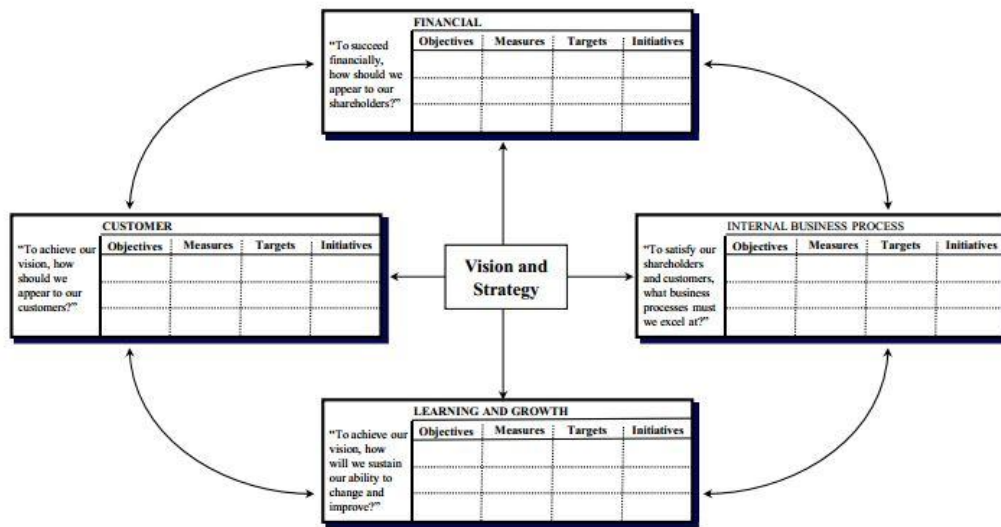 FINANCIAL
Objectives Measures Targets Initiatives
“To succeed
financially,
how should we
appear to our
shareholders?”
CUSTOMER
Objectives Measures Targets Initiatives
“To achieve our
vision, how
should we
appear to our
customers?”
Vision and
Strategy
INTERNAL BUSINESS PROCESS
Objectives Measures Targets Initiatives
“To satisfy our
shareholders
and customers,
what business
processes must
we excel at?”
LEARNING AND GROWTH
Objectives Measures Targets Initiatives
“To achieve our
vision, how
will we sustain
our ability to
change and
improve?”